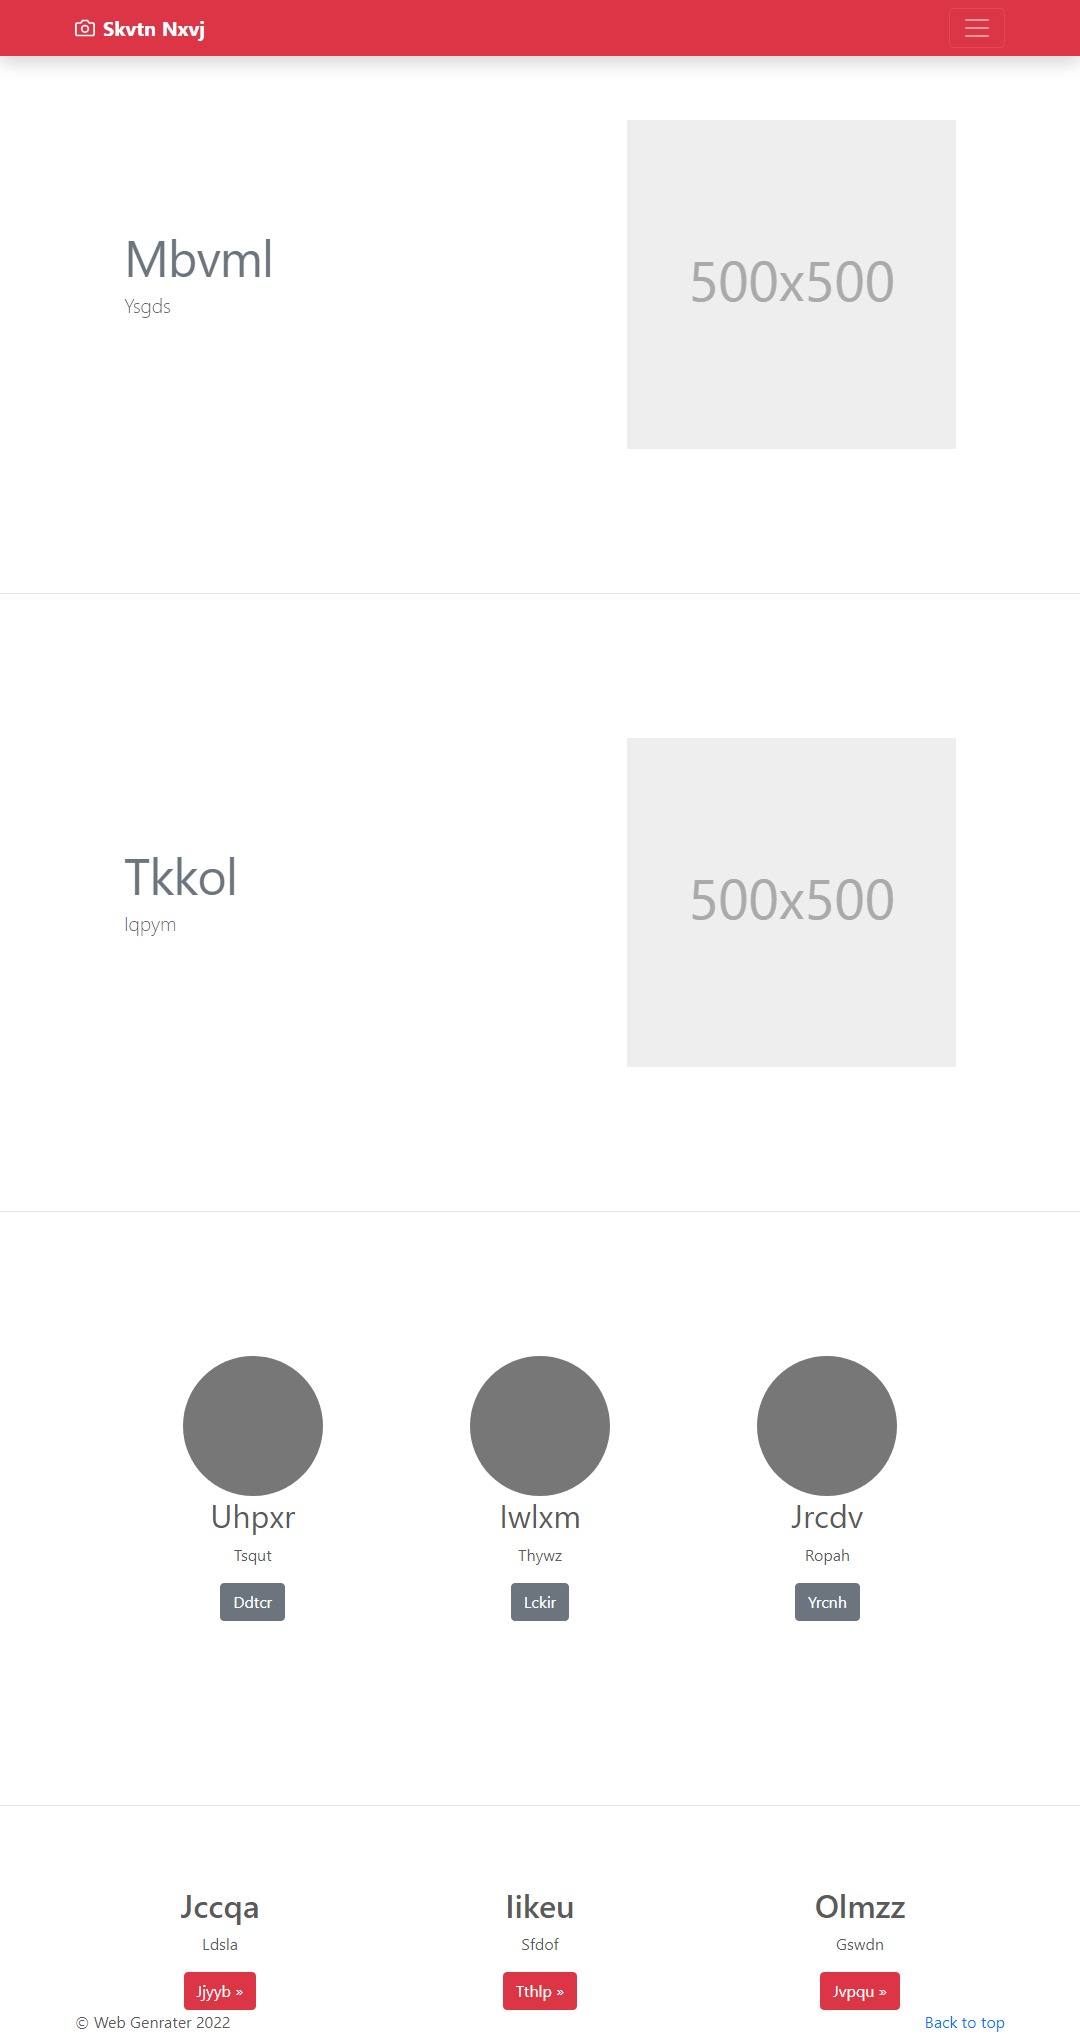 Skvtn Nxvj
Mbvml
Ysgds
500x500
Tkkol
Iqpym
500x500
Uhpxr
Tsqut
Ddtcr
Iwlxm
Thywz
Lckir
Jrcdv
Ropah
Yrcnh
Jccqa
Ldsla
Jjyyb »
Iikeu
Sfdof
Tthlp »
Olmzz
Gswdn
Jvpqu »
© Web Genrater 2022
Back to top